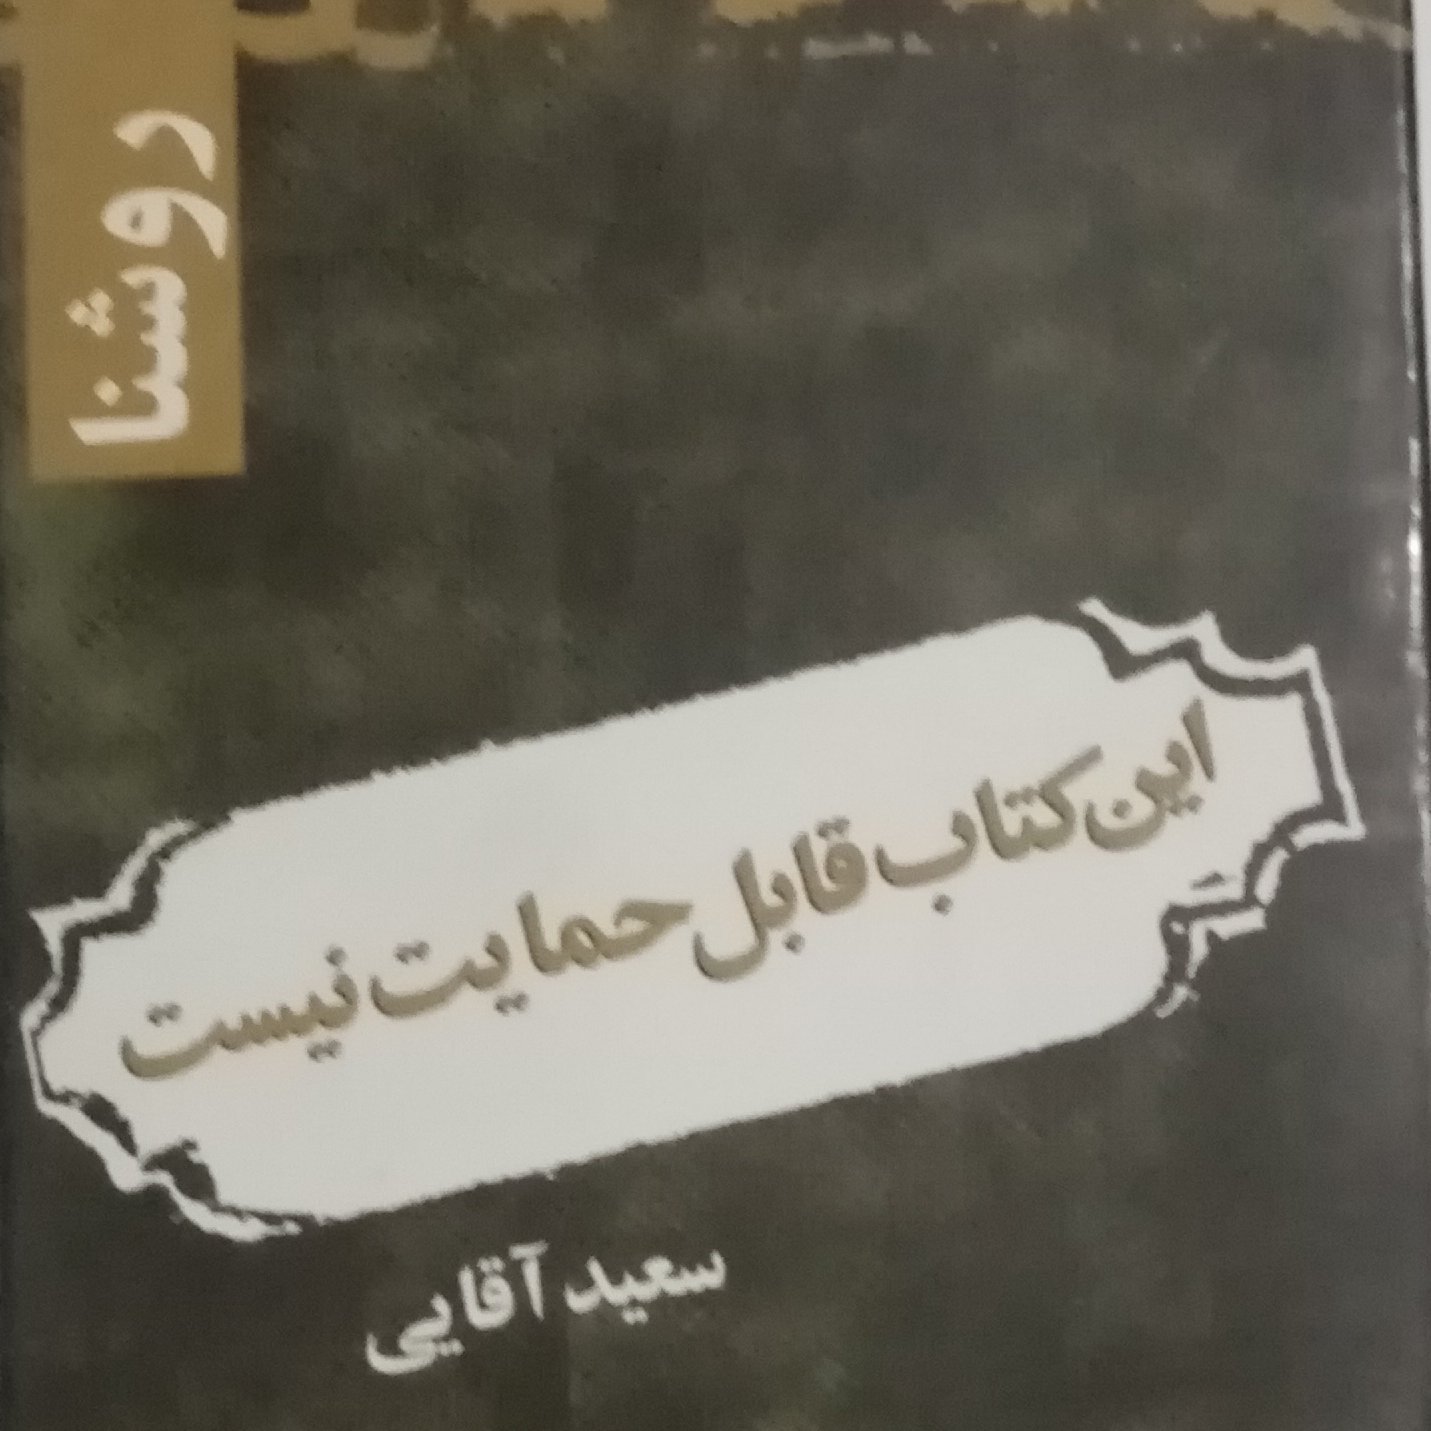 روشنا
این کتاب قابل حمایت نیست
سعید آقایی